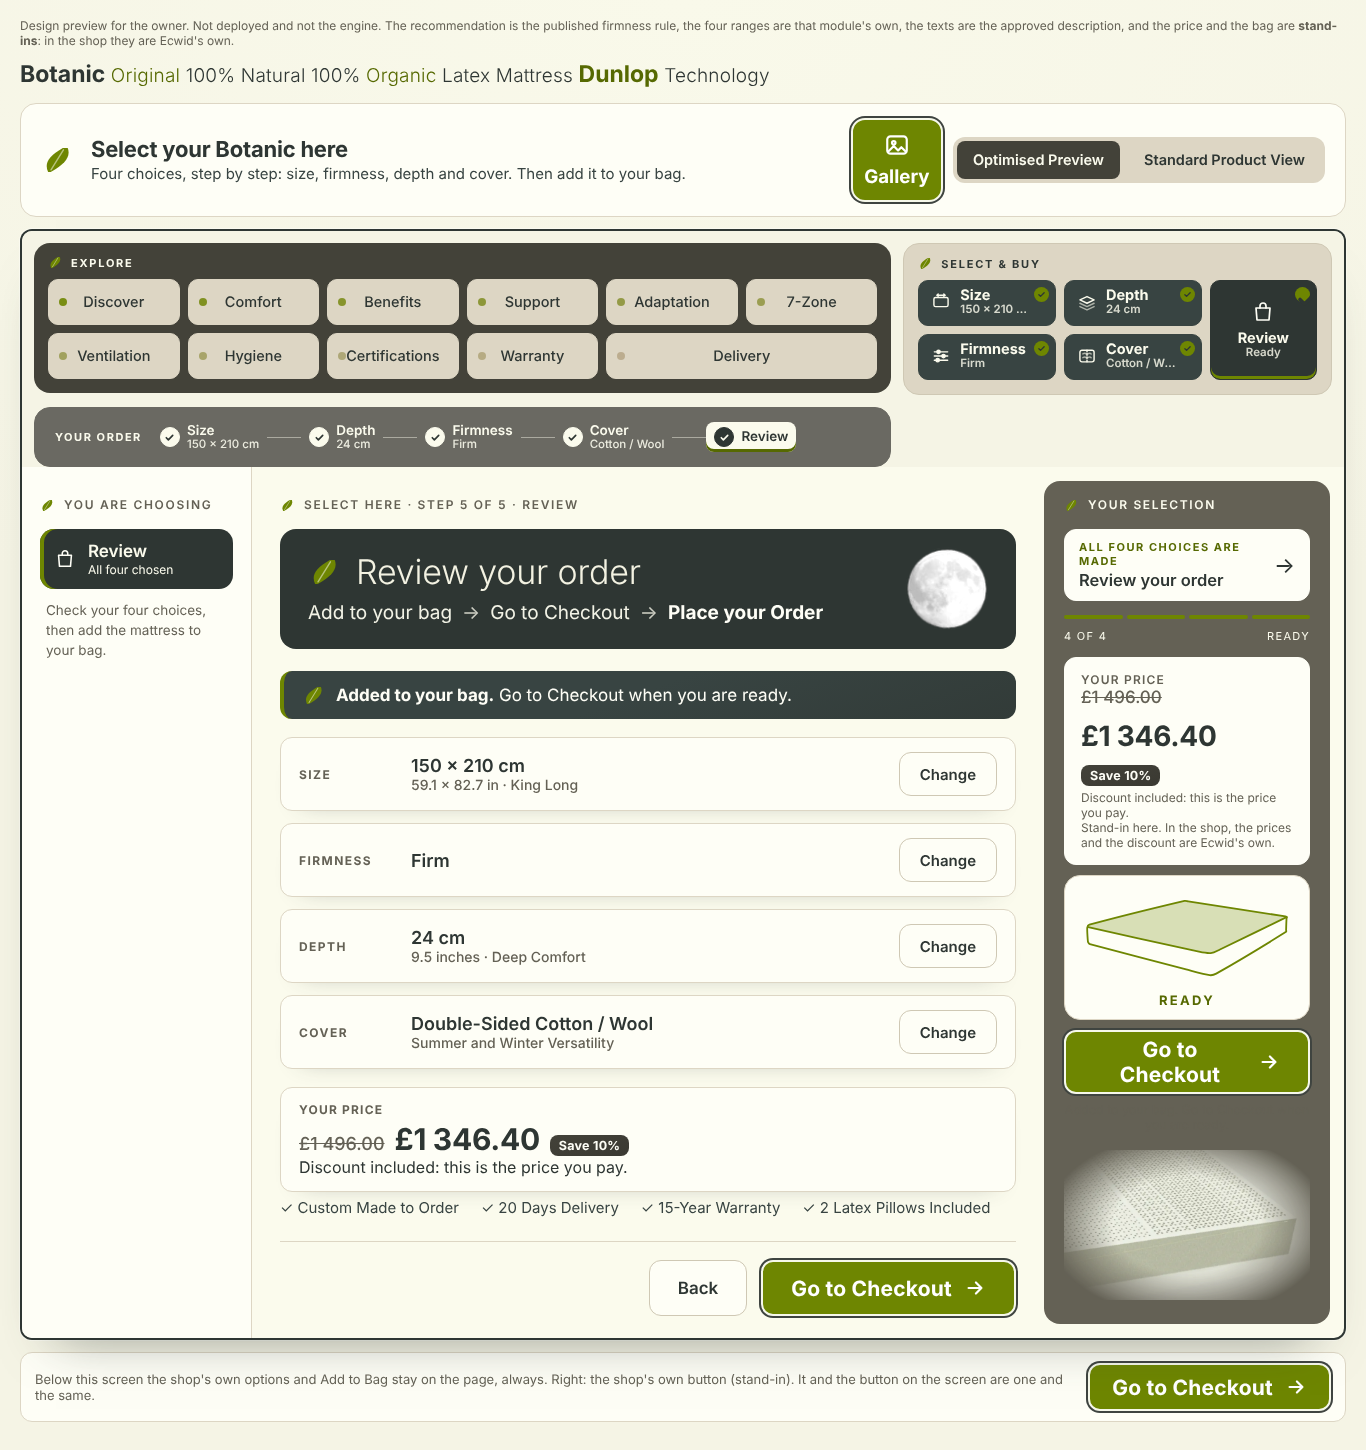 Design preview for the owner. Not deployed and not the engine. The recommendation is the published firmness rule, the four ranges are that module's own, the texts are the approved description, and the price and the bag are stand-
ins: in the shop they are Ecwid's own.
Botanic Original 100% Natural 100% Organic Latex Mattress Dunlop Technology
Select your Botanic here
Four choices, step by step: size, firmness, depth and cover. Then add it to your bag.
Gallery
Optimised Preview
Standard Product View
EXPLORE
Discover
Comfort
Benefits
Support
Adaptation
7-Zone
Ventilation
Hygiene
Certifications
Warranty
Delivery
SELECT & BUY
Size
150 × 210 ...
Depth
24 cm
Firmness
Firm
Cover
Cotton / W...
Review
Ready
YOUR ORDER
Size
150 × 210 cm
Depth
24 cm
Firmness
Firm
Cover
Cotton / Wool
Review
YOU ARE CHOOSING
Review
All four chosen
Check your four choices,
then add the mattress to
your bag.
SELECT HERE · STEP 5 OF 5 · REVIEW
Review your order
Add to your bag → Go to Checkout → Place your Order
Added to your bag. Go to Checkout when you are ready.
SIZE
150 × 210 cm
59.1 × 82.7 in · King Long
Change
FIRMNESS
Firm
Change
DEPTH
24 cm
9.5 inches · Deep Comfort
Change
COVER
Double-Sided Cotton / Wool
Summer and Winter Versatility
Change
YOUR PRICE
£1 496.00 £1 346.40 Save 10%
Discount included: this is the price you pay.
✓ Custom Made to Order ✓ 20 Days Delivery ✓ 15-Year Warranty ✓ 2 Latex Pillows Included
Back
Go to Checkout →
YOUR SELECTION
ALL FOUR CHOICES ARE
MADE
Review your order
→
4 OF 4
READY
YOUR PRICE
£1 496.00
£1 346.40
Save 10%
Discount included: this is the price
you pay.
Stand-in here. In the shop, the prices
and the discount are Ecwid's own.
READY
Go to
Checkout
→
Below this screen the shop's own options and Add to Bag stay on the page, always. Right: the shop's own button (stand-in). It and the button on the screen are one and
the same.
Go to Checkout →